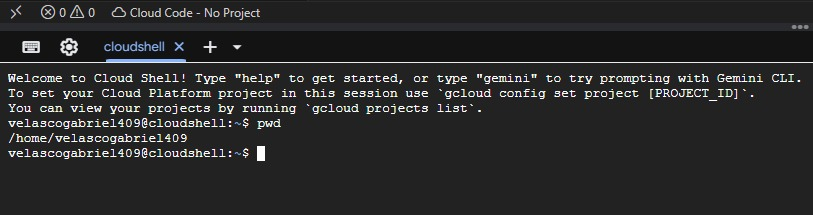 0 0 Cloud Code - No Project
cloudshell
Welcome to Cloud Shell! Type "help" to get started, or type "gemini" to try prompting with Gemini CLI.
To set your Cloud Platform project in this session use `gcloud config set project [PROJECT_ID]`.
You can view your projects by running `gcloud projects list`.
velascogabriel409@cloudshell:~$ pwd
/home/velascogabriel409
velascogabriel409@cloudshell:~$